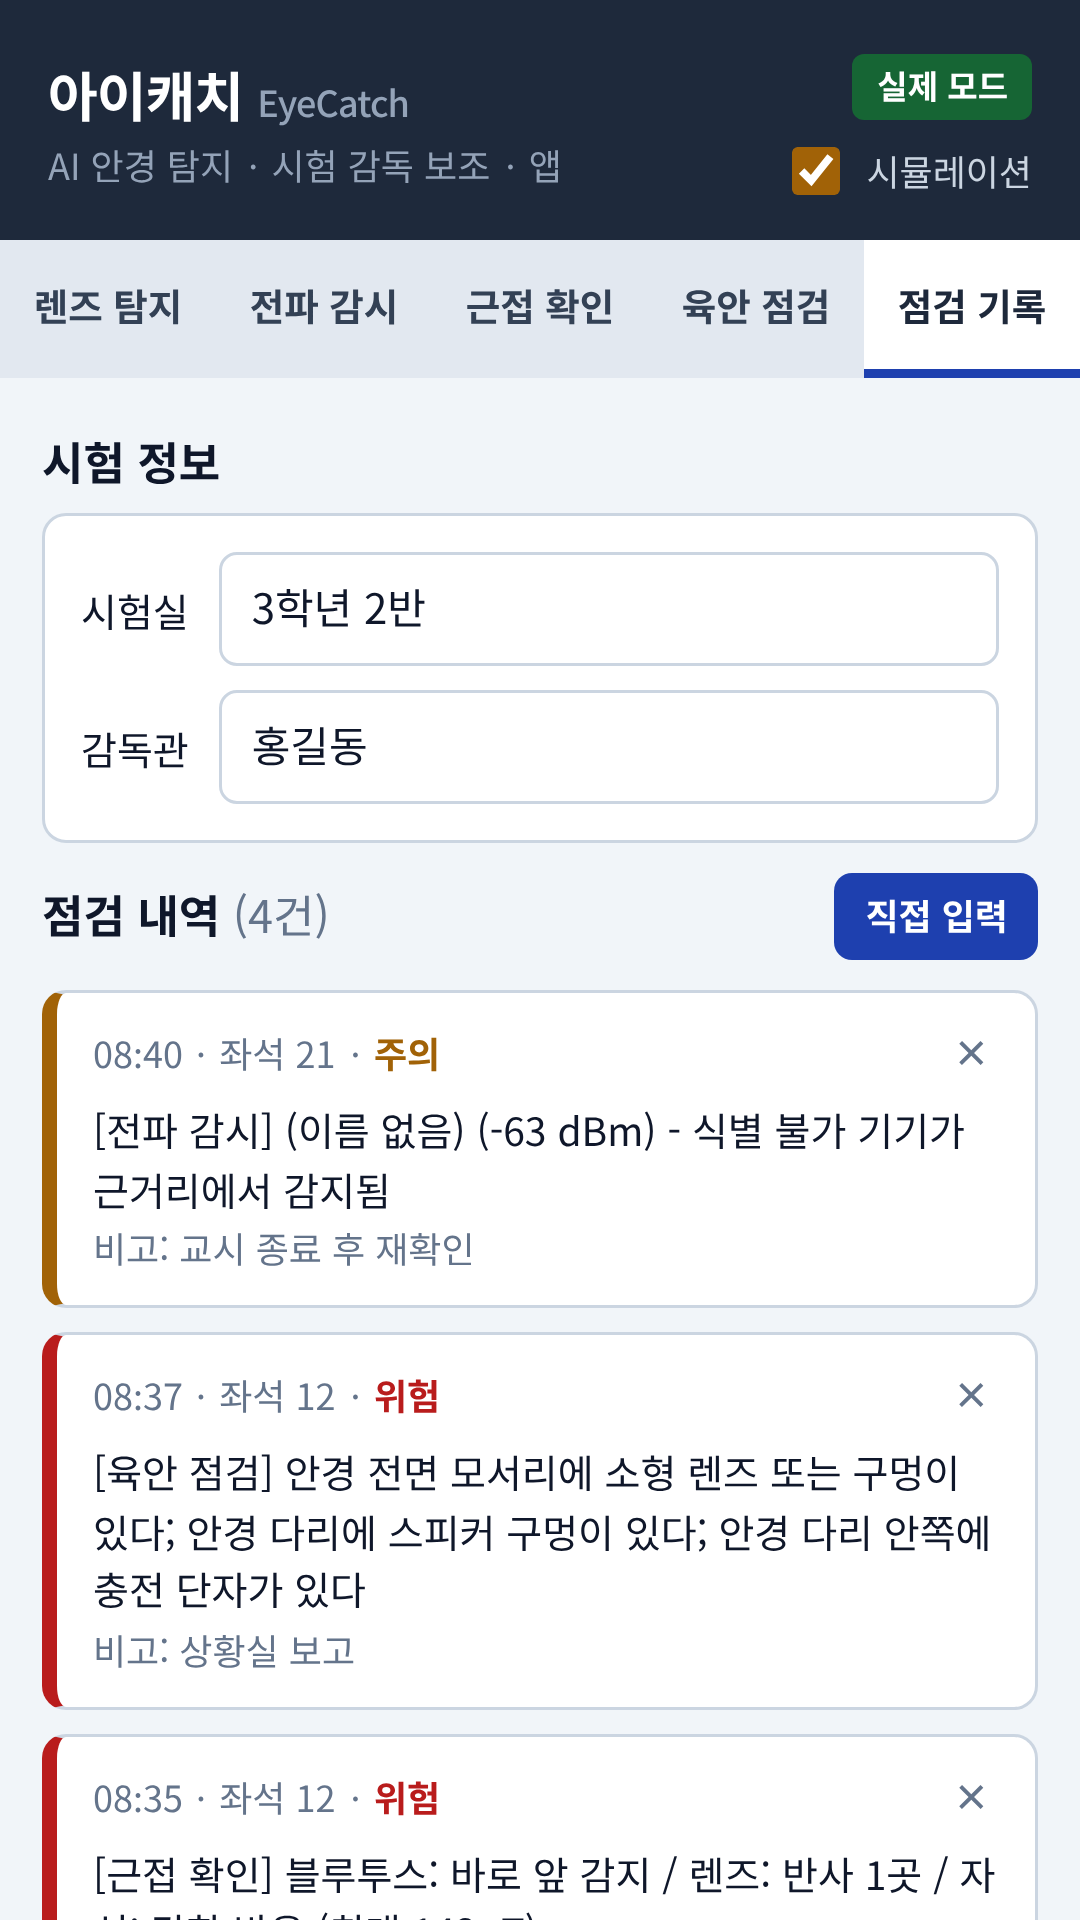 아이캐치 EyeCatch
실제 모드
AI 안경 탐지 · 시험 감독 보조 · 앱
시뮬레이션
렌즈 탐지 전파 감시 근접 확인 육안 점검 점검 기록
시험 정보
시험실 3학년 2반
감독관 홍길동
점검 내역 (4건)
직접 입력
08:40 · 좌석 21 · 주의 ✕
[전파 감시] (이름 없음) (-63 dBm) - 식별 불가 기기가
근거리에서 감지됨
비고: 교시 종료 후 재확인
08:37 · 좌석 12 · 위험 ✕
[육안 점검] 안경 전면 모서리에 소형 렌즈 또는 구멍이
있다; 안경 다리에 스피커 구멍이 있다; 안경 다리 안쪽에
충전 단자가 있다
비고: 상황실 보고
08:35 · 좌석 12 · 위험 ✕
[근접 확인] 블루투스: 바로 앞 감지 / 렌즈: 반사 1곳 / 자